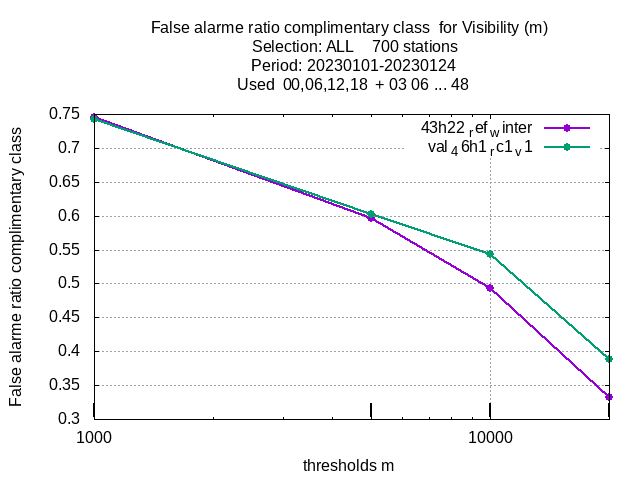 False alarme ratio complimentary class  for Visibility (m)
Selection: ALL    700 stations
Period: 20230101-20230124
Used  00,06,12,18  + 03 06 ... 48
43h22 r ef w inter
val 4 6h1 r c1 v 1
False alarme ratio complimentary class
0.75
0.7
0.65
0.6
0.55
0.5
0.45
0.4
0.35
0.3
1000
10000
thresholds m